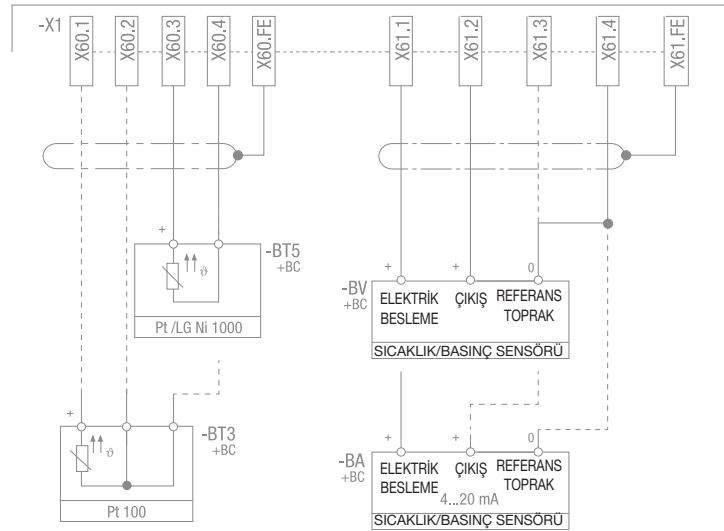 -X1
X60.1
X60.2
X60.3
X60.4
X60.FE
X61.1
X61.2
X61.3
X61.4
X61.FE
+
-BT5
+BC
ϑ
Pt /LG Ni 1000
+
+
0
-BV
+BC
ELEKTRİK
BESLEME
ÇIKIŞ
REFERANS
TOPRAK
SICAKLIK/BASINÇ SENSÖRÜ
+
-BT3
+BC
ϑ
Pt 100
+
+
0
-BA
+BC
ELEKTRİK
BESLEME
ÇIKIŞ
REFERANS
TOPRAK
4...20 mA
SICAKLIK/BASINÇ SENSÖRÜ